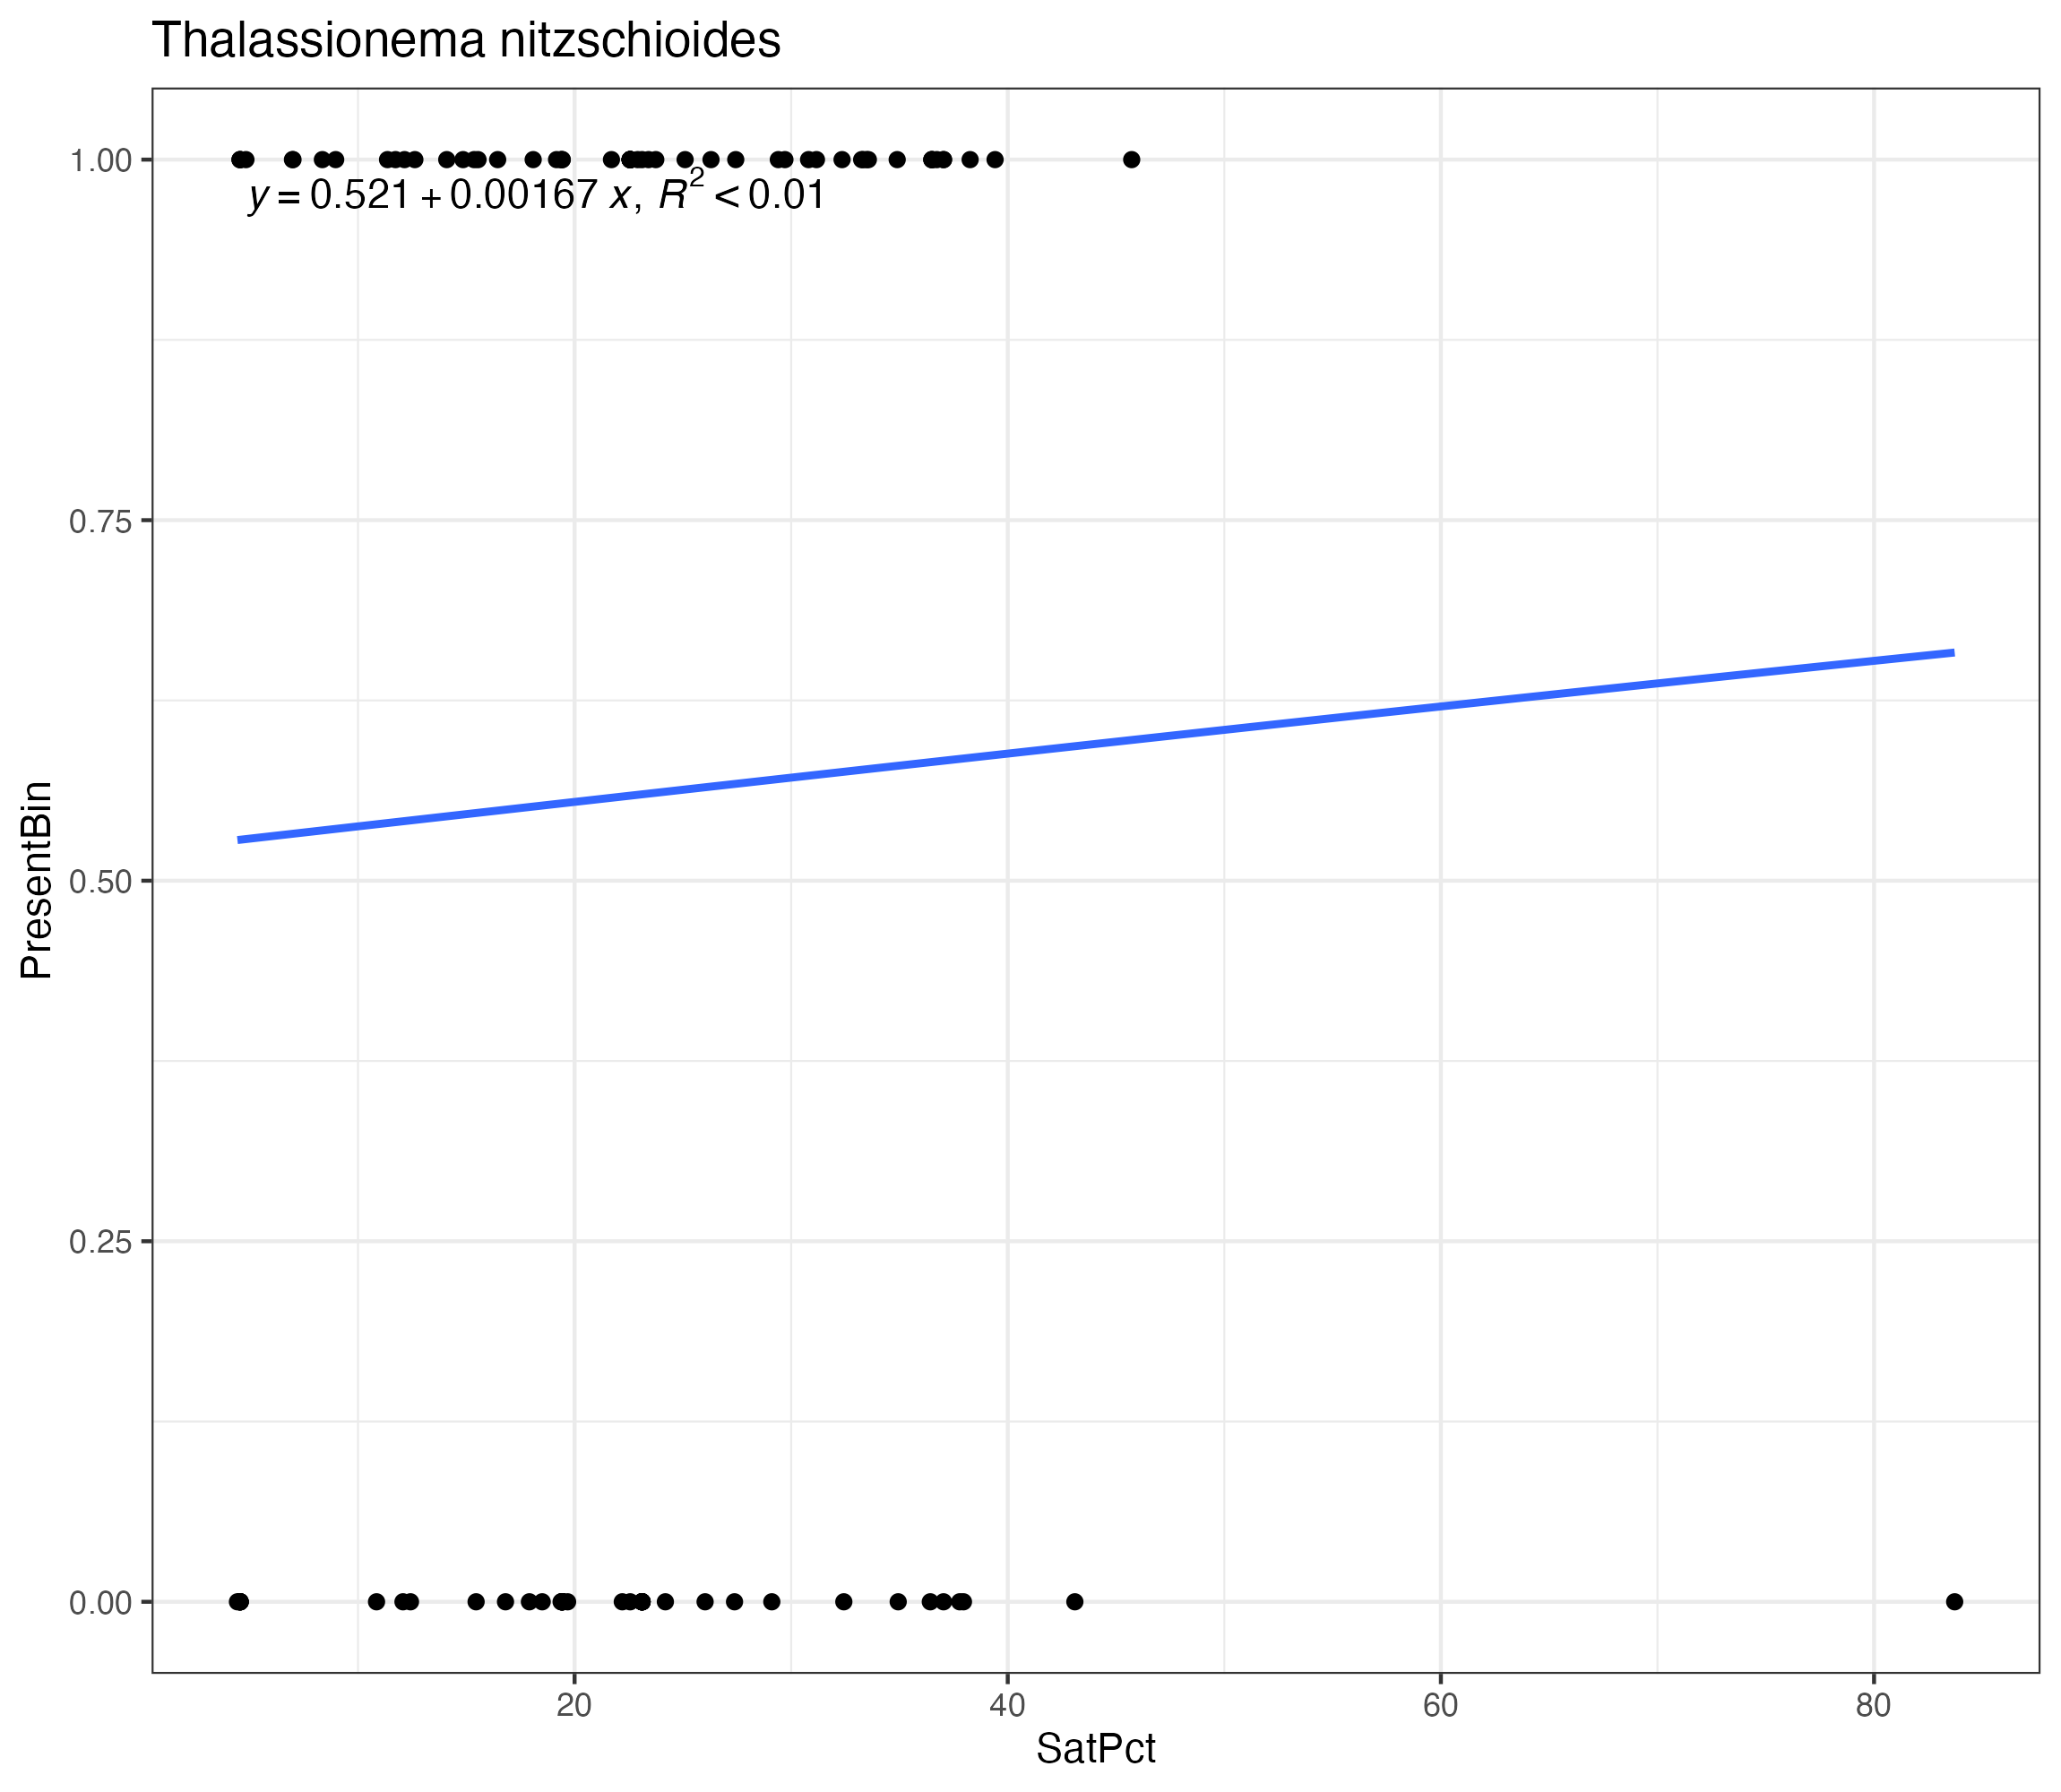 Thalassionema nitzschioides
y = 0.521 + 0.00167 x, R² < 0.01
1.00
0.75
0.50
0.25
0.00
PresentBin
20 40 60 80
SatPct